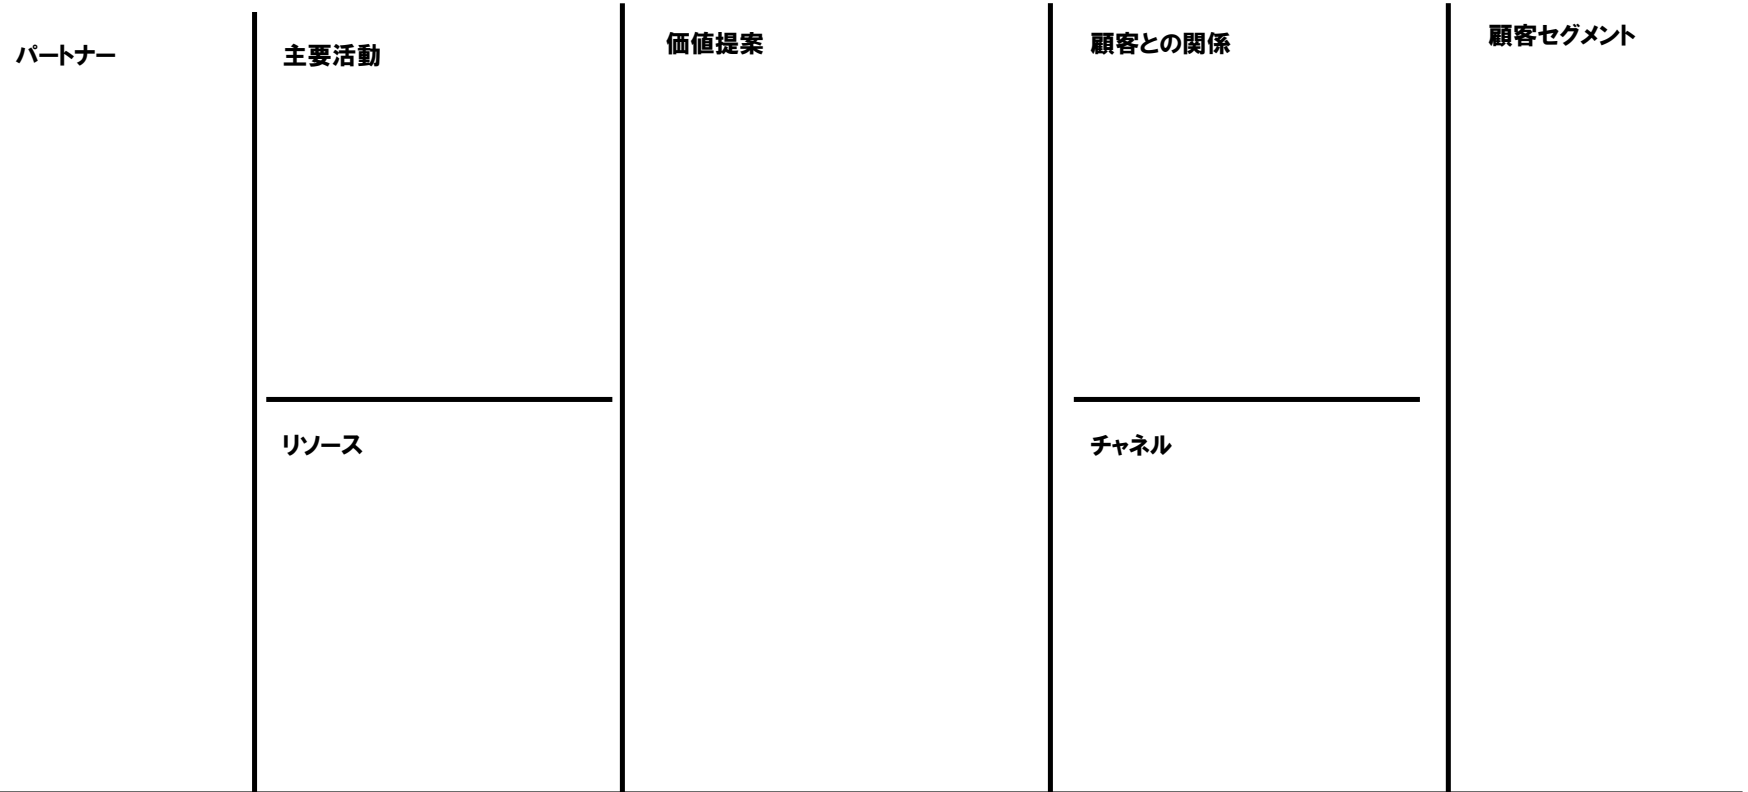 パートナー
主要活動
リソース
価値提案
顧客との関係
チャネル
顧客セグメント